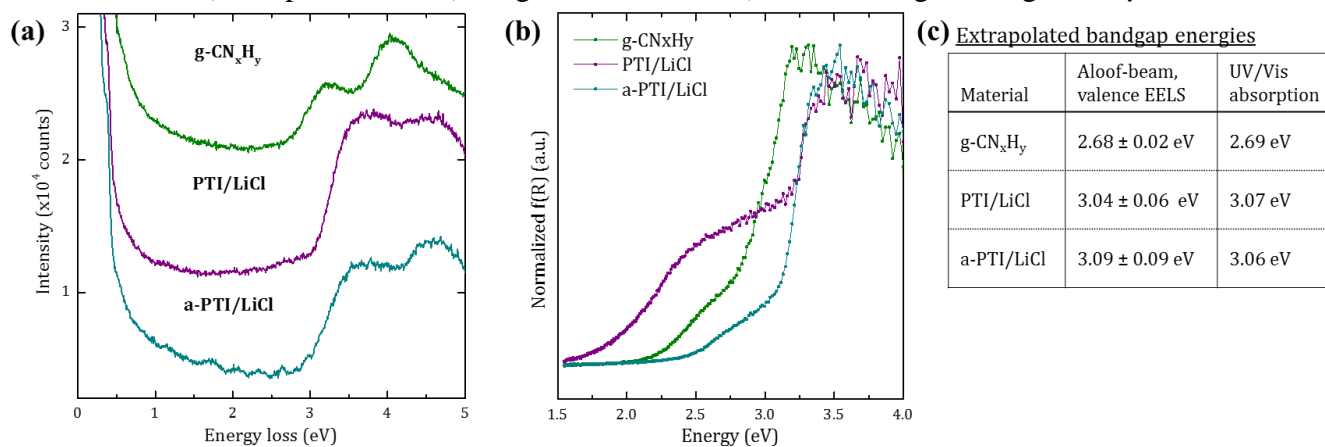 (a)
g-CNxHy
PTI/LiCl
a-PTI/LiCl
3
2
1
Intensity (x10^4 counts)
0 1 2 3 4 5
Energy loss (eV)
(b)
g-CNxHy
PTI/LiCl
a-PTI/LiCl
Normalized f(R) (a.u.)
1.5 2.0 2.5 3.0 3.5 4.0
Energy (eV)
(c) Extrapolated bandgap energies
Material
Aloof-beam, valence EELS
UV/Vis absorption
g-CNxHy 2.68 ± 0.02 eV 2.69 eV
PTI/LiCl 3.04 ± 0.06 eV 3.07 eV
a-PTI/LiCl 3.09 ± 0.09 eV 3.06 eV